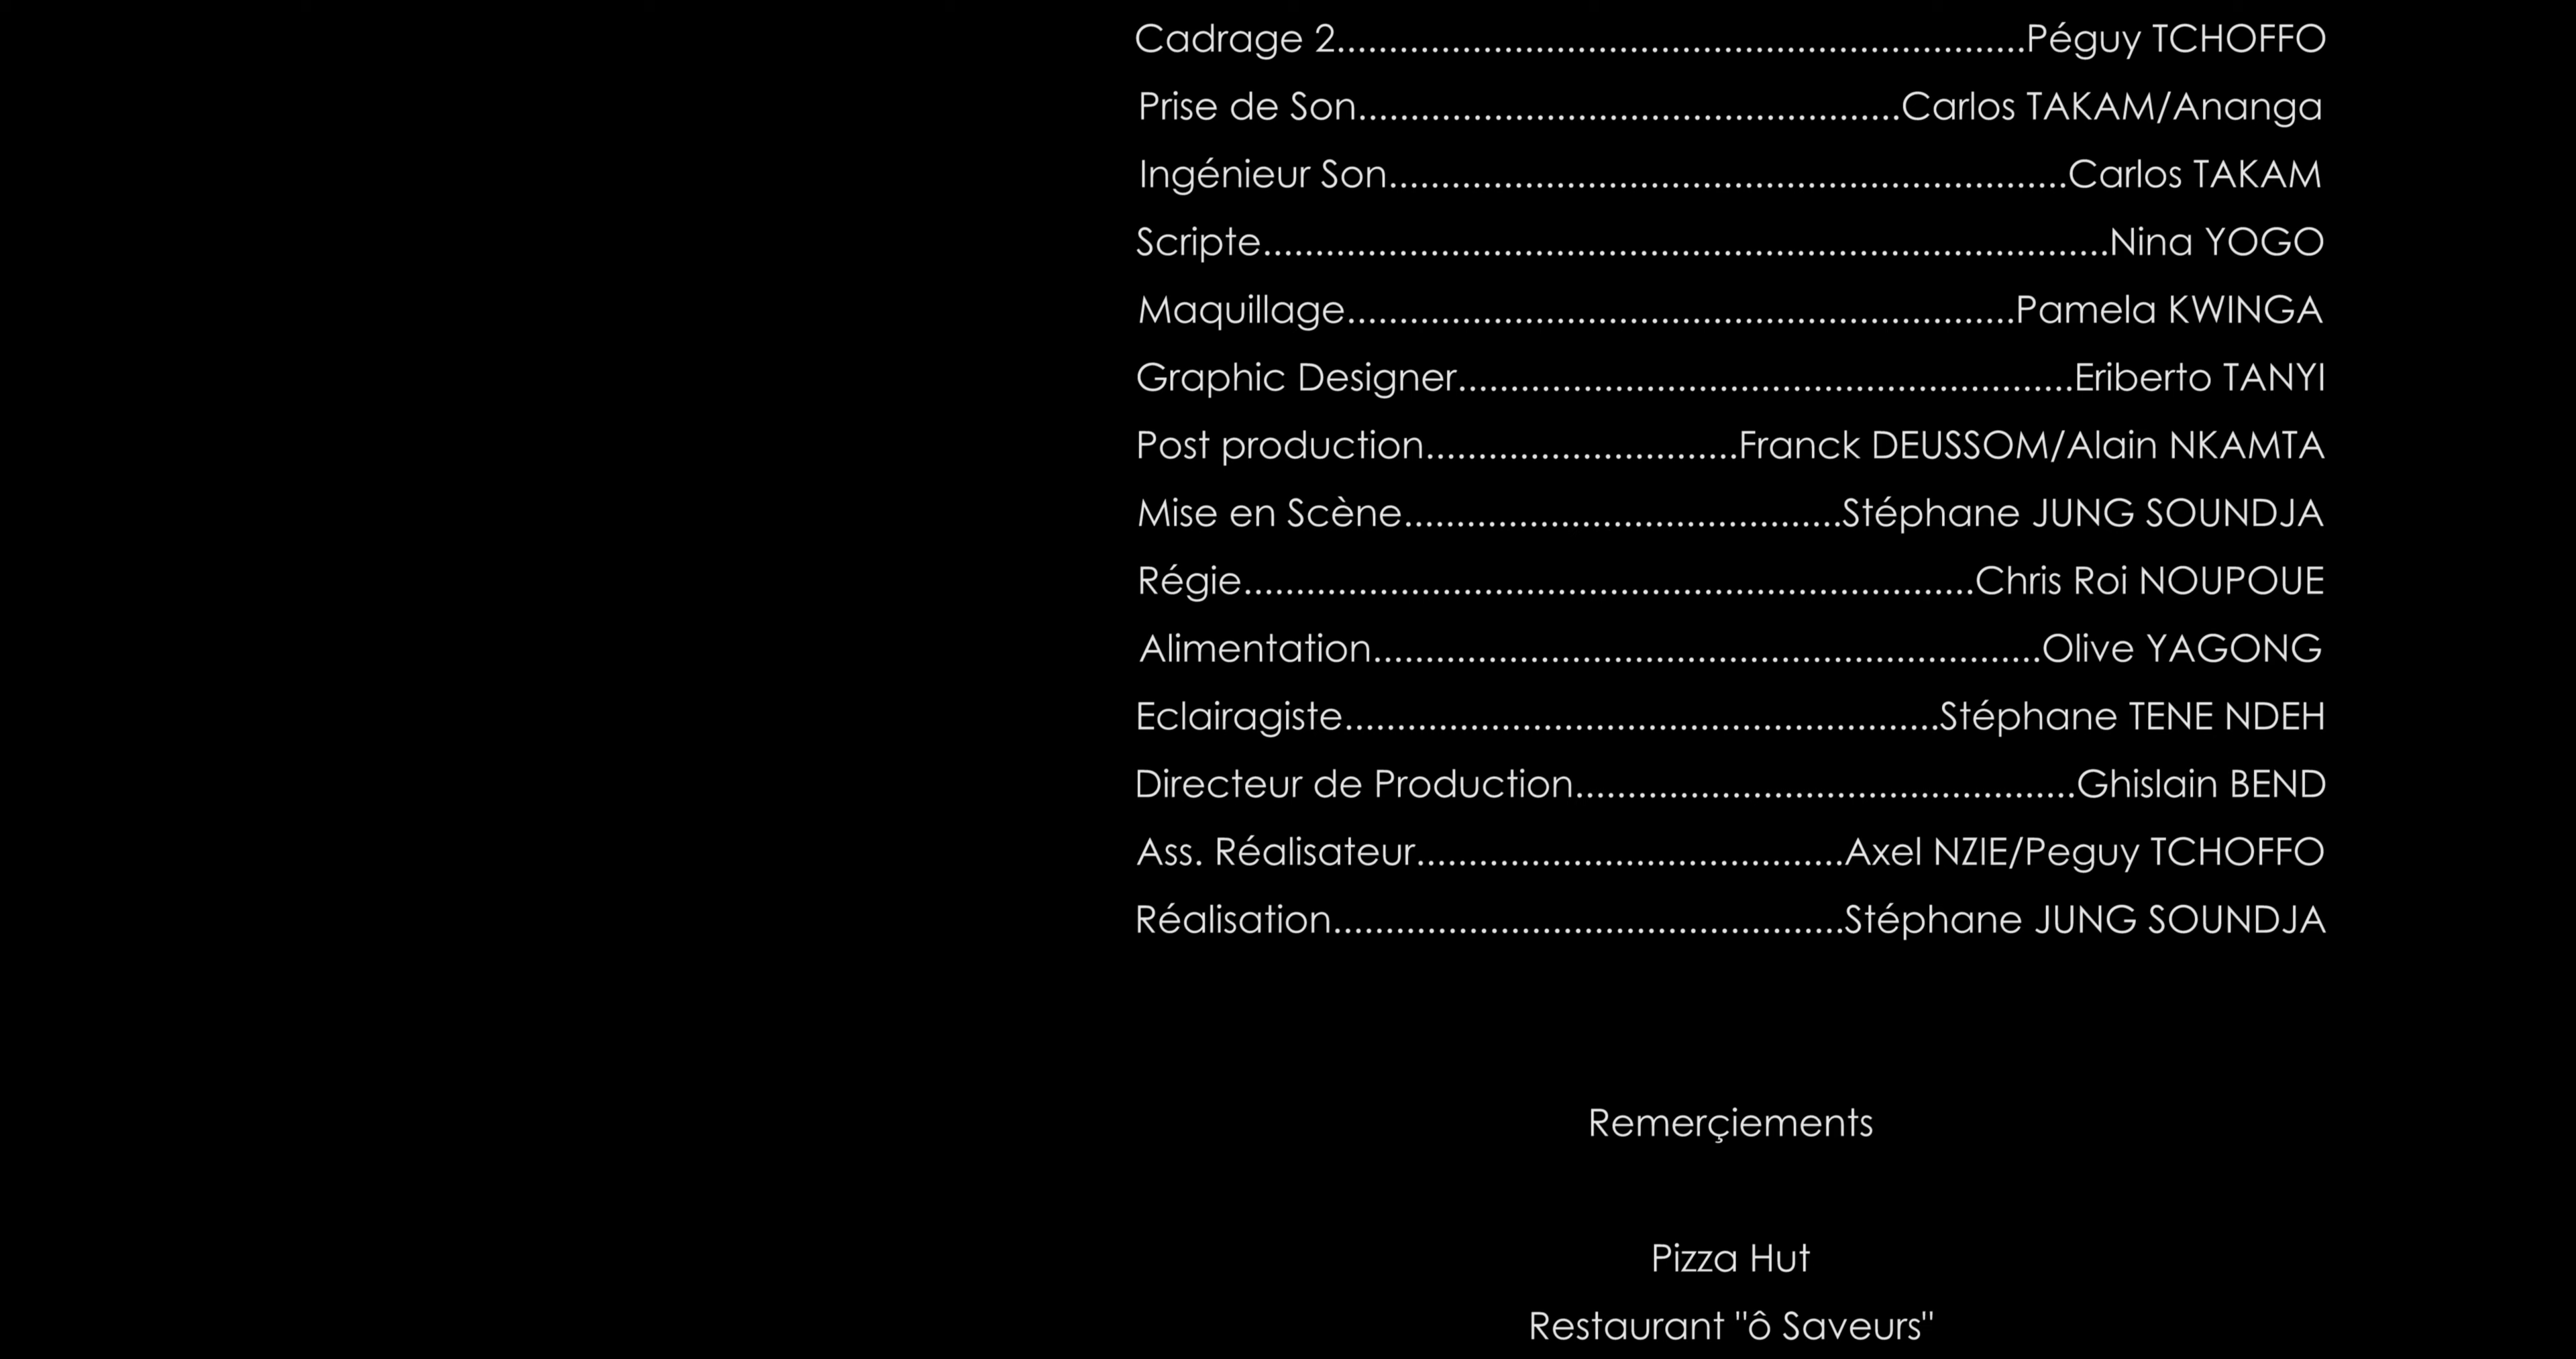 Cadrage 2..................................................................Péguy TCHOFFO
Prise de Son....................................................Carlos TAKAM/Ananga
Ingénieur Son.................................................................Carlos TAKAM
Scripte.................................................................................Nina YOGO
Maquillage................................................................Pamela KWINGA
Graphic Designer...........................................................Eriberto TANYI
Post production..............................Franck DEUSSOM/Alain NKAMTA
Mise en Scène..........................................Stéphane JUNG SOUNDJA
Régie......................................................................Chris Roi NOUPOUE
Alimentation................................................................Olive YAGONG
Eclairagiste.........................................................Stéphane TENE NDEH
Directeur de Production................................................Ghislain BEND
Ass. Réalisateur.........................................Axel NZIE/Peguy TCHOFFO
Réalisation.................................................Stéphane JUNG SOUNDJA
Remerçiements
Pizza Hut
Restaurant "ô Saveurs"